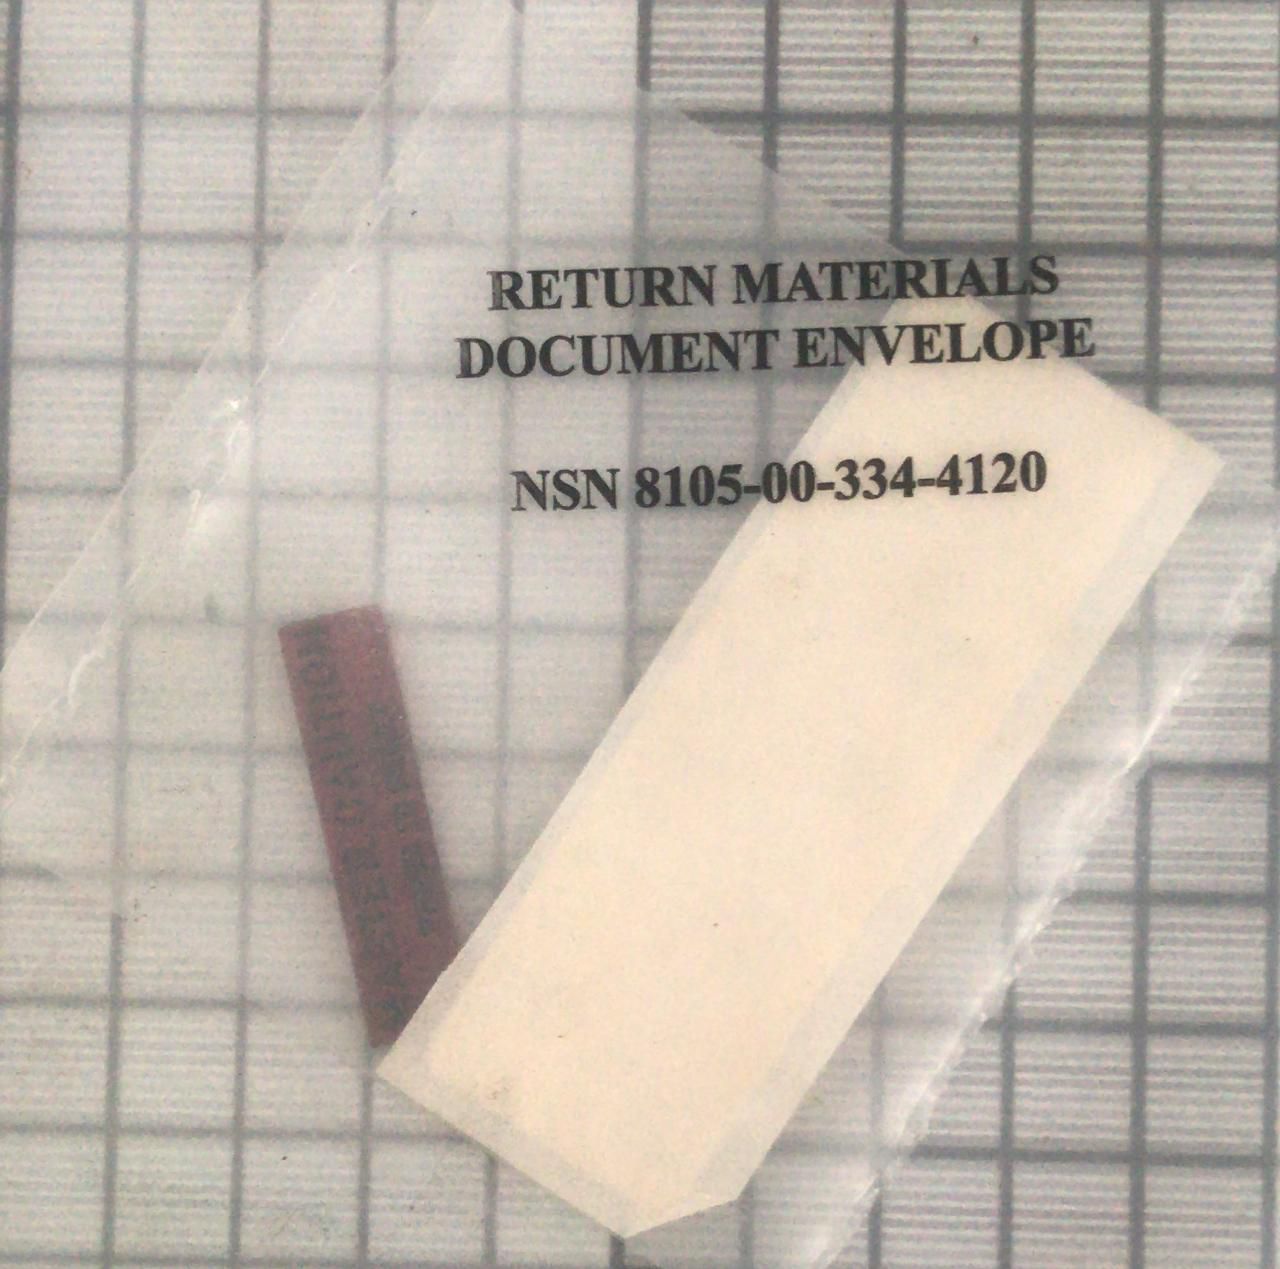 RETURN MATERIALS
DOCUMENT ENVELOPE
NSN 8105-00-334-4120